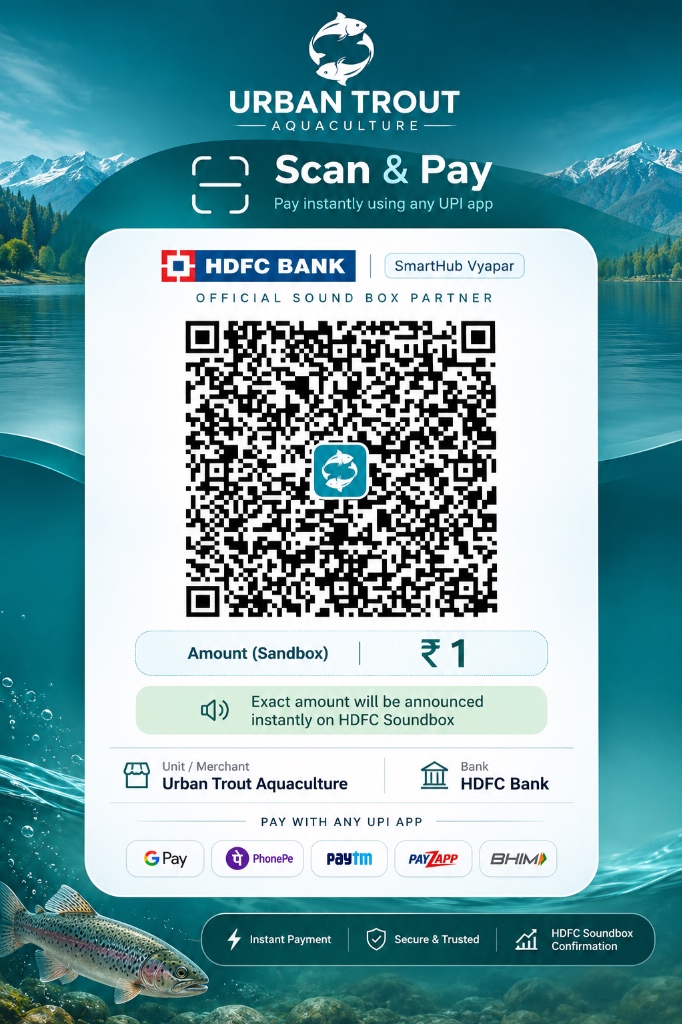 URBAN TROUT
AQUACULTURE
Scan & Pay
Pay instantly using any UPI app
HDFC BANK
SmartHub Vyapar
OFFICIAL SOUND BOX PARTNER
Amount (Sandbox)
₹ 1
Exact amount will be announced
instantly on HDFC Soundbox
Unit / Merchant
Urban Trout Aquaculture
Bank
HDFC Bank
PAY WITH ANY UPI APP
G Pay
PhonePe
paytm
PAYZAPP
BHIM
Instant Payment
Secure & Trusted
HDFC Soundbox
Confirmation